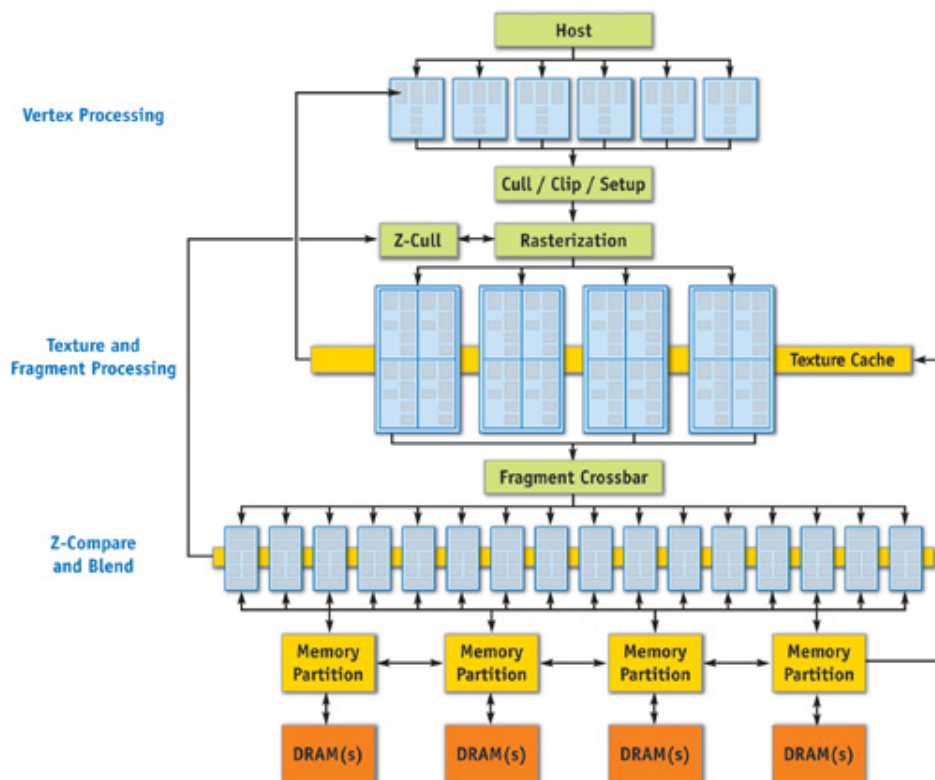 Host
Vertex Processing
Cull / Clip / Setup
Z-Cull
Rasterization
Texture and
Fragment Processing
Texture Cache
Fragment Crossbar
Z-Compare
and Blend
Memory
Partition
Memory
Partition
Memory
Partition
Memory
Partition
DRAM(s)
DRAM(s)
DRAM(s)
DRAM(s)